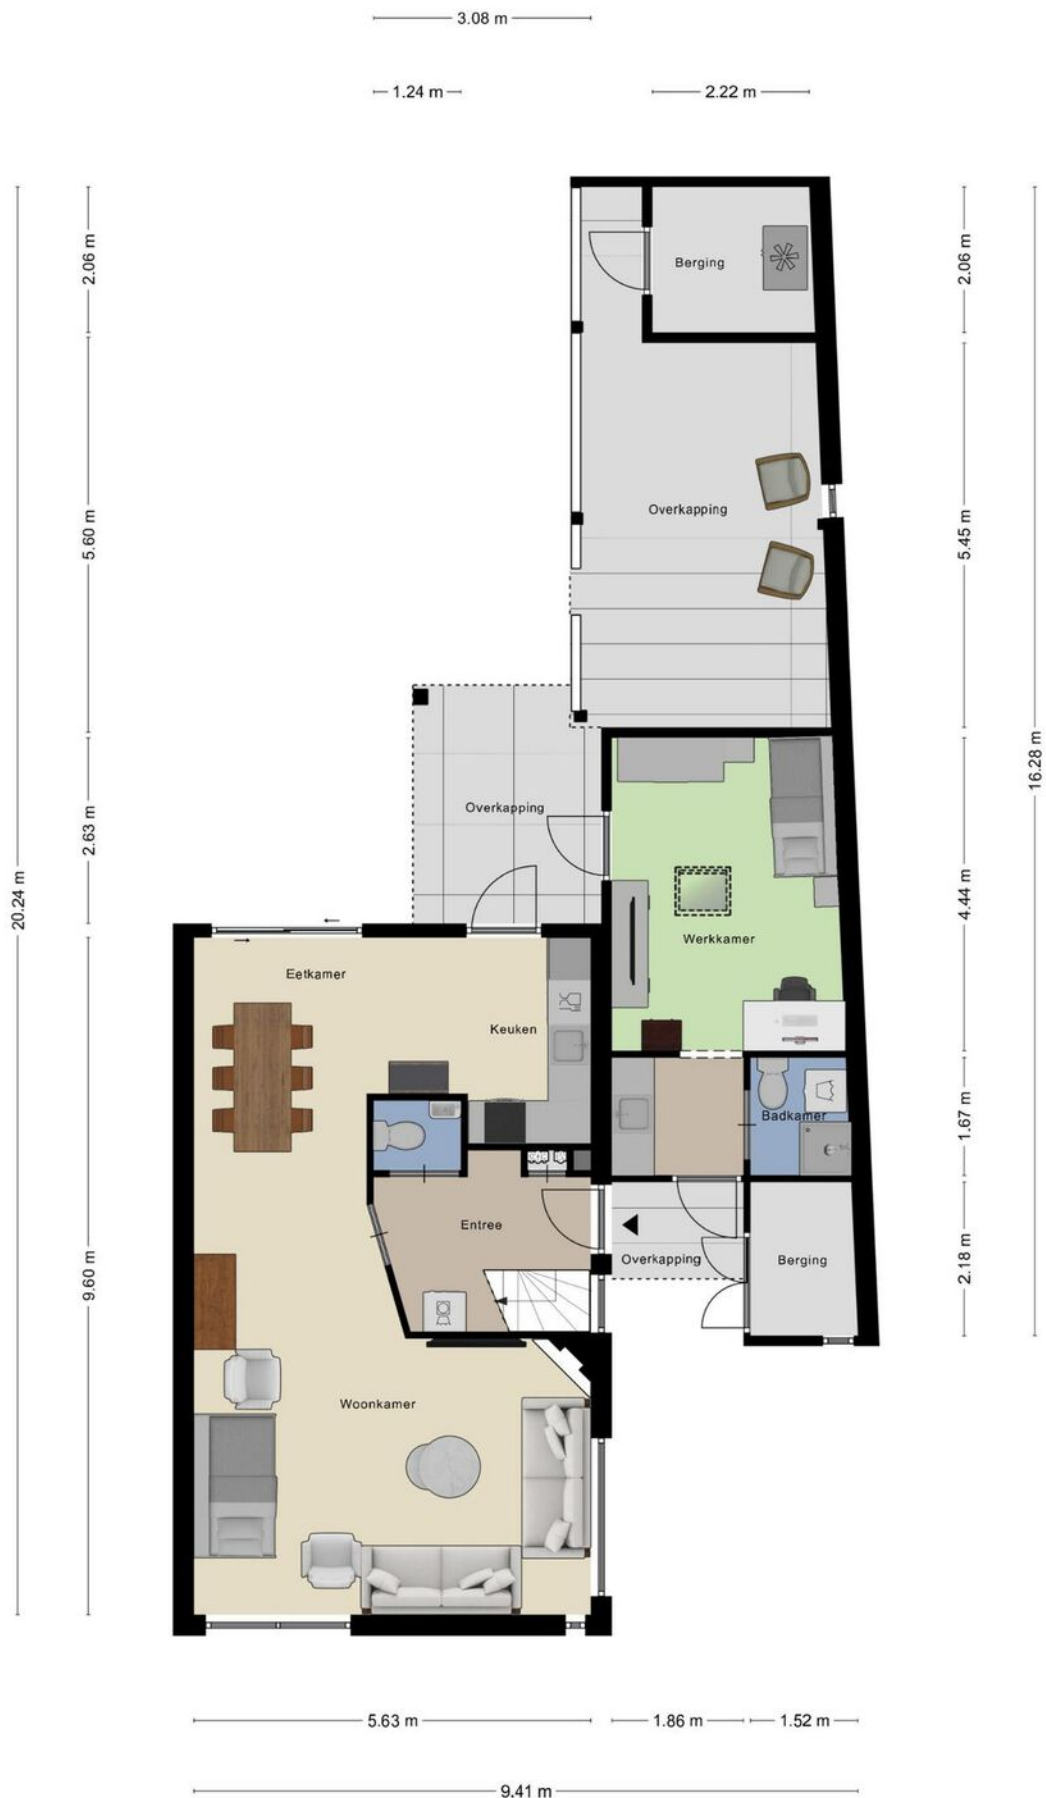 3.08 m
1.24 m
2.22 m
2.06 m
2.06 m
Berging
5.60 m
5.45 m
Overkapping
16.28 m
Overkapping
2.63 m
20.24 m
4.44 m
Werkkamer
Eetkamer
Keuken
1.67 m
Badkamer
Entree
Overkapping
Berging
2.18 m
9.60 m
Woonkamer
5.63 m
1.86 m
1.52 m
9.41 m